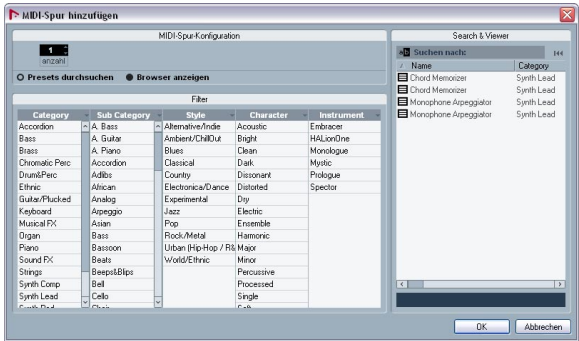 MIDI-Spur hinzufügen
MIDI-Spur-Konfiguration
1
anzahl
Presets durchsuchen Browser anzeigen
Filter
Category Sub Category Style Character Instrument
Accordion A. Bass Alternative/Indie Acoustic Embracer
Bass A. Guitar Ambient/ChillOut Bright HALionOne
Brass A. Piano Blues Clean Monologue
Chromatic Perc Accordion Classical Dark Mystic
Drum&Perc Adlibs Country Dissonant Prologue
Ethnic African Electronica/Dance Distorted Spector
Guitar/Plucked Analog Experimental Dry
Keyboard Arpeggio Jazz Electric
Musical FX Asian Pop Ensemble
Organ Bass Rock/Metal Harmonic
Piano Bassoon Urban (Hip-Hop / R& Major
Sound FX Beats World/Ethnic Minor
Strings Beeps&Blips Percussive
Synth Comp Bell Processed
Synth Lead Cello Single
Search & Viewer
Suchen nach:
Name Category
Chord Memorizer Synth Lead
Chord Memorizer Synth Lead
Monophone Arpeggiator Synth Lead
Monophone Arpeggiator Synth Lead
OK Abbrechen